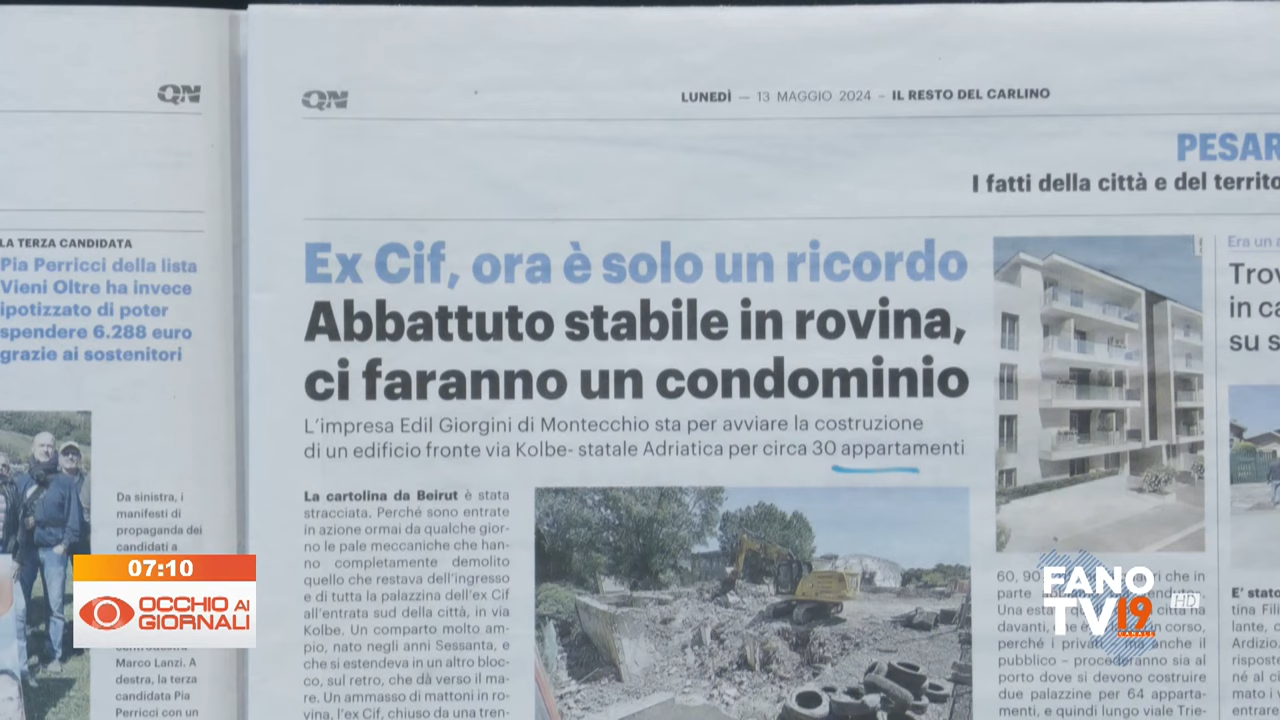 QN
LA TERZA CANDIDATA
Pia Perricci della lista
Vieni Oltre ha invece
ipotizzato di poter
spendere 6.288 euro
grazie ai sostenitori
Da sinistra, i
manifesti di
propaganda dei
candidati a
Marco Lanzi. A
destra, la terza
candidata Pia
Perricci con un
QN
LUNEDÌ — 13 MAGGIO 2024 – IL RESTO DEL CARLINO
PESAR
I fatti della città e del territo
Ex Cif, ora è solo un ricordo
Abbattuto stabile in rovina,
ci faranno un condominio
L'impresa Edil Giorgini di Montecchio sta per avviare la costruzione
di un edificio fronte via Kolbe- statale Adriatica per circa 30 appartamenti
La cartolina da Beirut è stata
stracciata. Perché sono entrate
in azione ormai da qualche gior-
no le pale meccaniche che han-
no completamente demolito
quello che restava dell'ingresso
e di tutta la palazzina dell'ex Cif
all'entrata sud della città, in via
Kolbe. Un comparto molto am-
pio, nato negli anni Sessanta, e
che si estendeva in un altro bloc-
co, sul retro, che dà verso il ma-
re. Un ammasso di mattoni in ro-
vina, l'ex Cif, chiuso da una tren-
60, 90
ri che in
parte
Una esta
davanti,
n corso,
perché i priva
anche il
pubblico – procederanno sia al
porto dove si devono costruire
due palazzine per 64 apparta-
menti, e quindi lungo viale Trie-
Era un
Trov
in ca
su s
E' stato
tina Fil
lante, c
Ardizio.
rispost
né al c
mato i
entrare
07:10
OCCHIO AI
GIORNALI
FANO
TV19
CANALE
HD